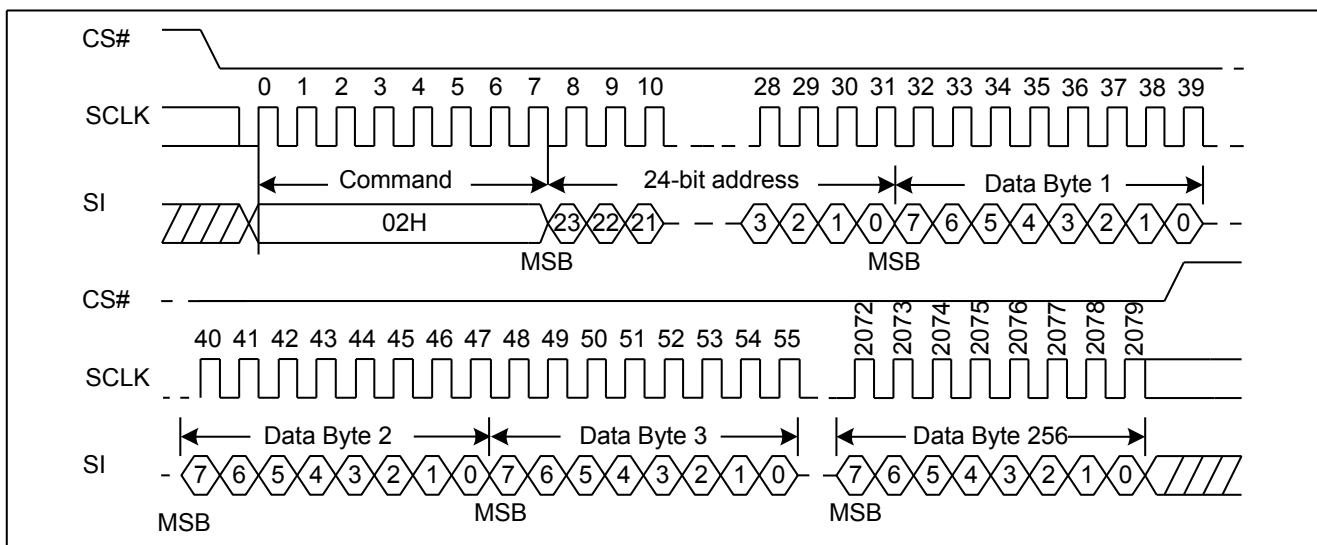 CS#
0 1 2 3 4 5 6 7 8 9 10 28 29 30 31 32 33 34 35 36 37 38 39
SCLK
Command 24-bit address Data Byte 1
SI
02H 23 22 21 3 2 1 0 7 6 5 4 3 2 1 0
MSB MSB
CS#
40 41 42 43 44 45 46 47 48 49 50 51 52 53 54 55 2072 2073 2074 2075 2076 2077 2078 2079
SCLK
Data Byte 2 Data Byte 3 Data Byte 256
SI
7 6 5 4 3 2 1 0 7 6 5 4 3 2 1 0 7 6 5 4 3 2 1 0
MSB MSB MSB